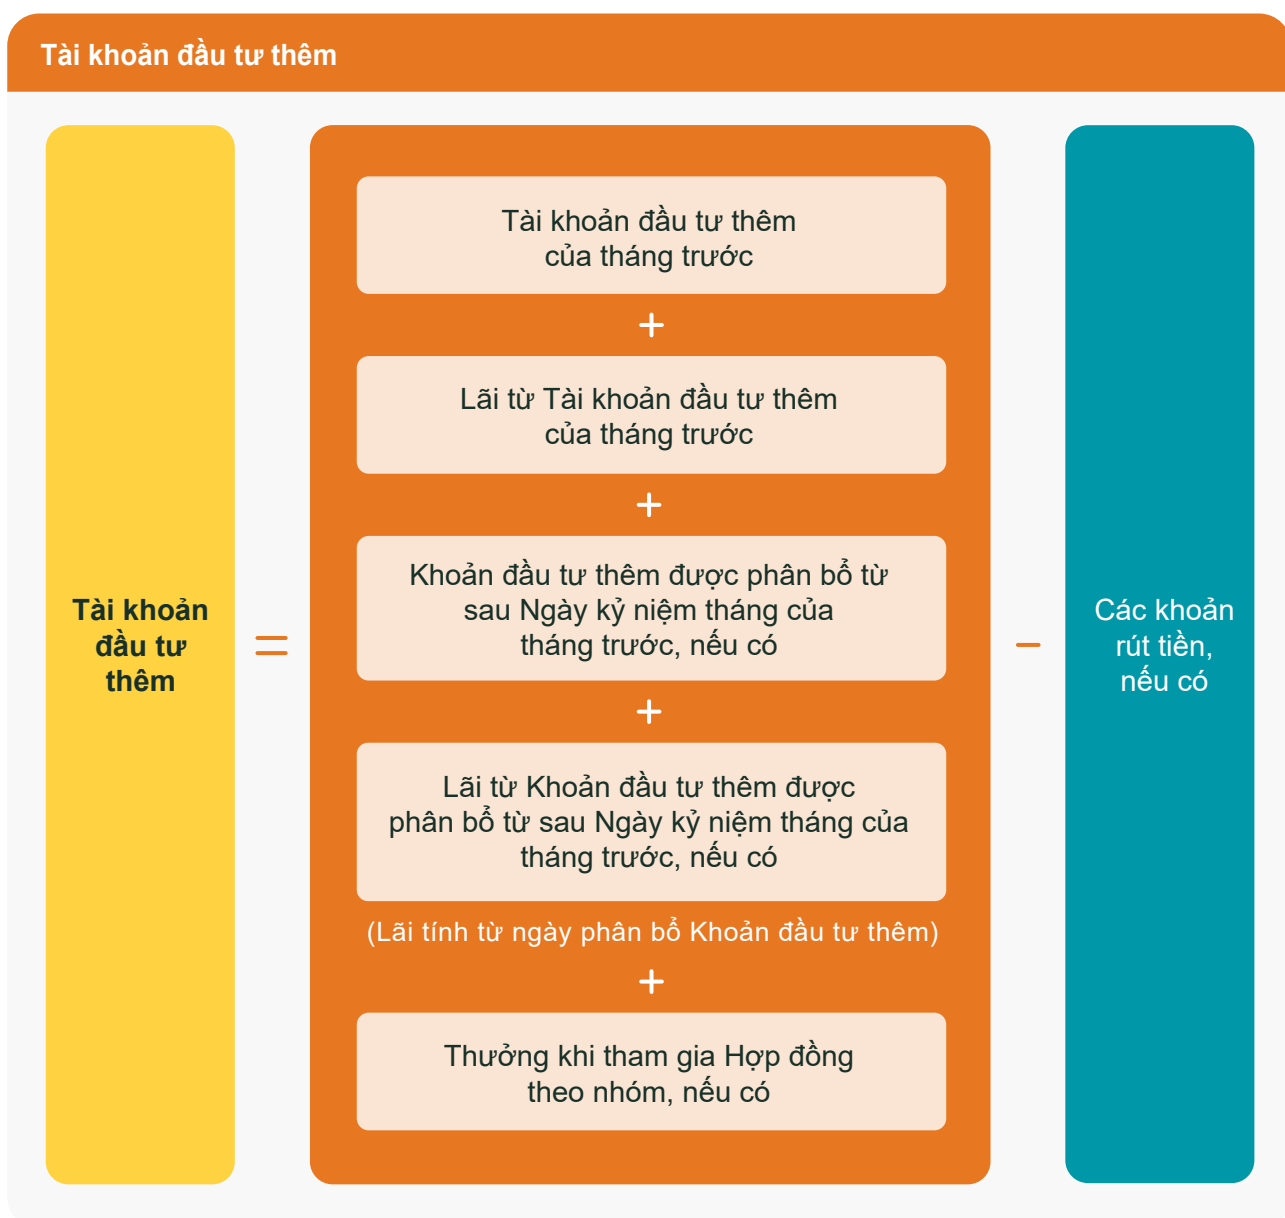 Tài khoản đầu tư thêm
Tài khoản
đầu tư
thêm
=
Tài khoản đầu tư thêm
của tháng trước
+
Lãi từ Tài khoản đầu tư thêm
của tháng trước
+
Khoản đầu tư thêm được phân bổ từ
sau Ngày kỷ niệm tháng của
tháng trước, nếu có
+
Lãi từ Khoản đầu tư thêm được
phân bổ từ sau Ngày kỷ niệm tháng của
tháng trước, nếu có
(Lãi tính từ ngày phân bổ Khoản đầu tư thêm)
+
Thưởng khi tham gia Hợp đồng
theo nhóm, nếu có
–
Các khoản
rút tiền,
nếu có